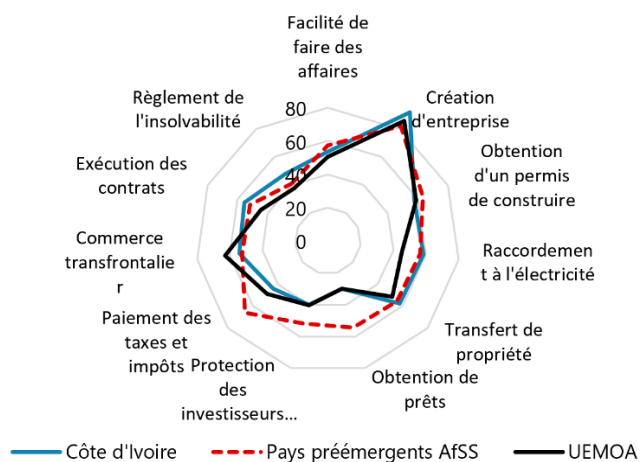 Facilité de
faire des
affaires
Création
d'entreprise
Obtention
d'un permis
de construire
Raccordemen
t à l'électricité
Transfert de
propriété
Obtention de
prêts
Protection
des
investisseurs...
Paiement des
taxes et
impôts
Commerce
transfrontalie
r
Exécution des
contrats
Règlement de
l'insolvabilité
80
60
40
20
0
Côte d'Ivoire
Pays préémergents AfSS
UEMOA